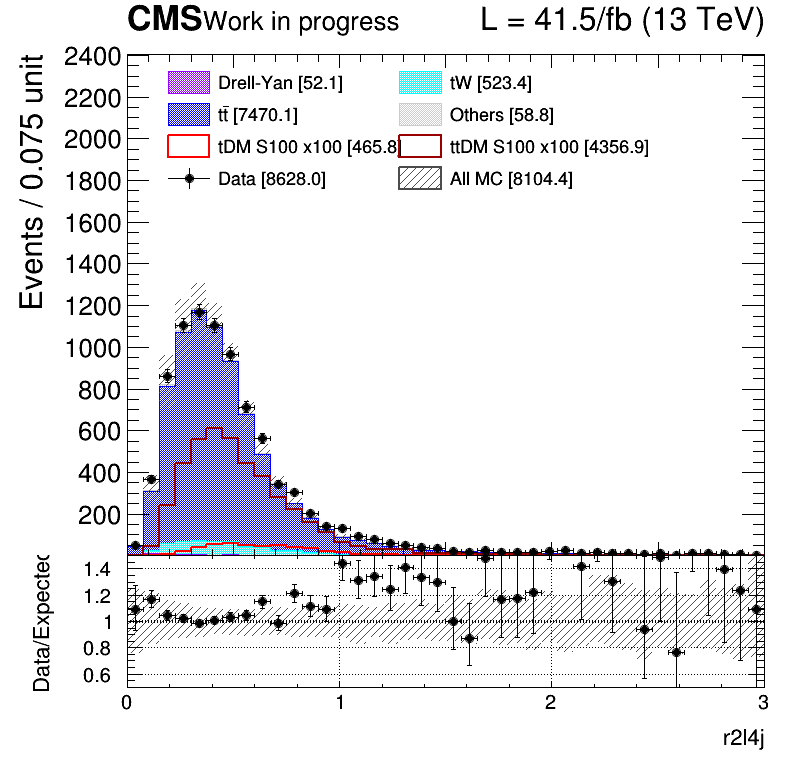 CMS Work in progress L = 41.5/fb (13 TeV)
Events / 0.075 unit
2400
2200
2000
1800
1600
1400
1200
1000
800
600
400
200
Drell-Yan [52.1] tW [523.4]
tt̄ [7470.1] Others [58.8]
tDM S100 x100 [465.8] ttDM S100 x100 [4356.9]
Data [8628.0] All MC [8104.4]
Data/Expected
1.4
1.2
1
0.8
0.6
0 1 2 3
r2l4j